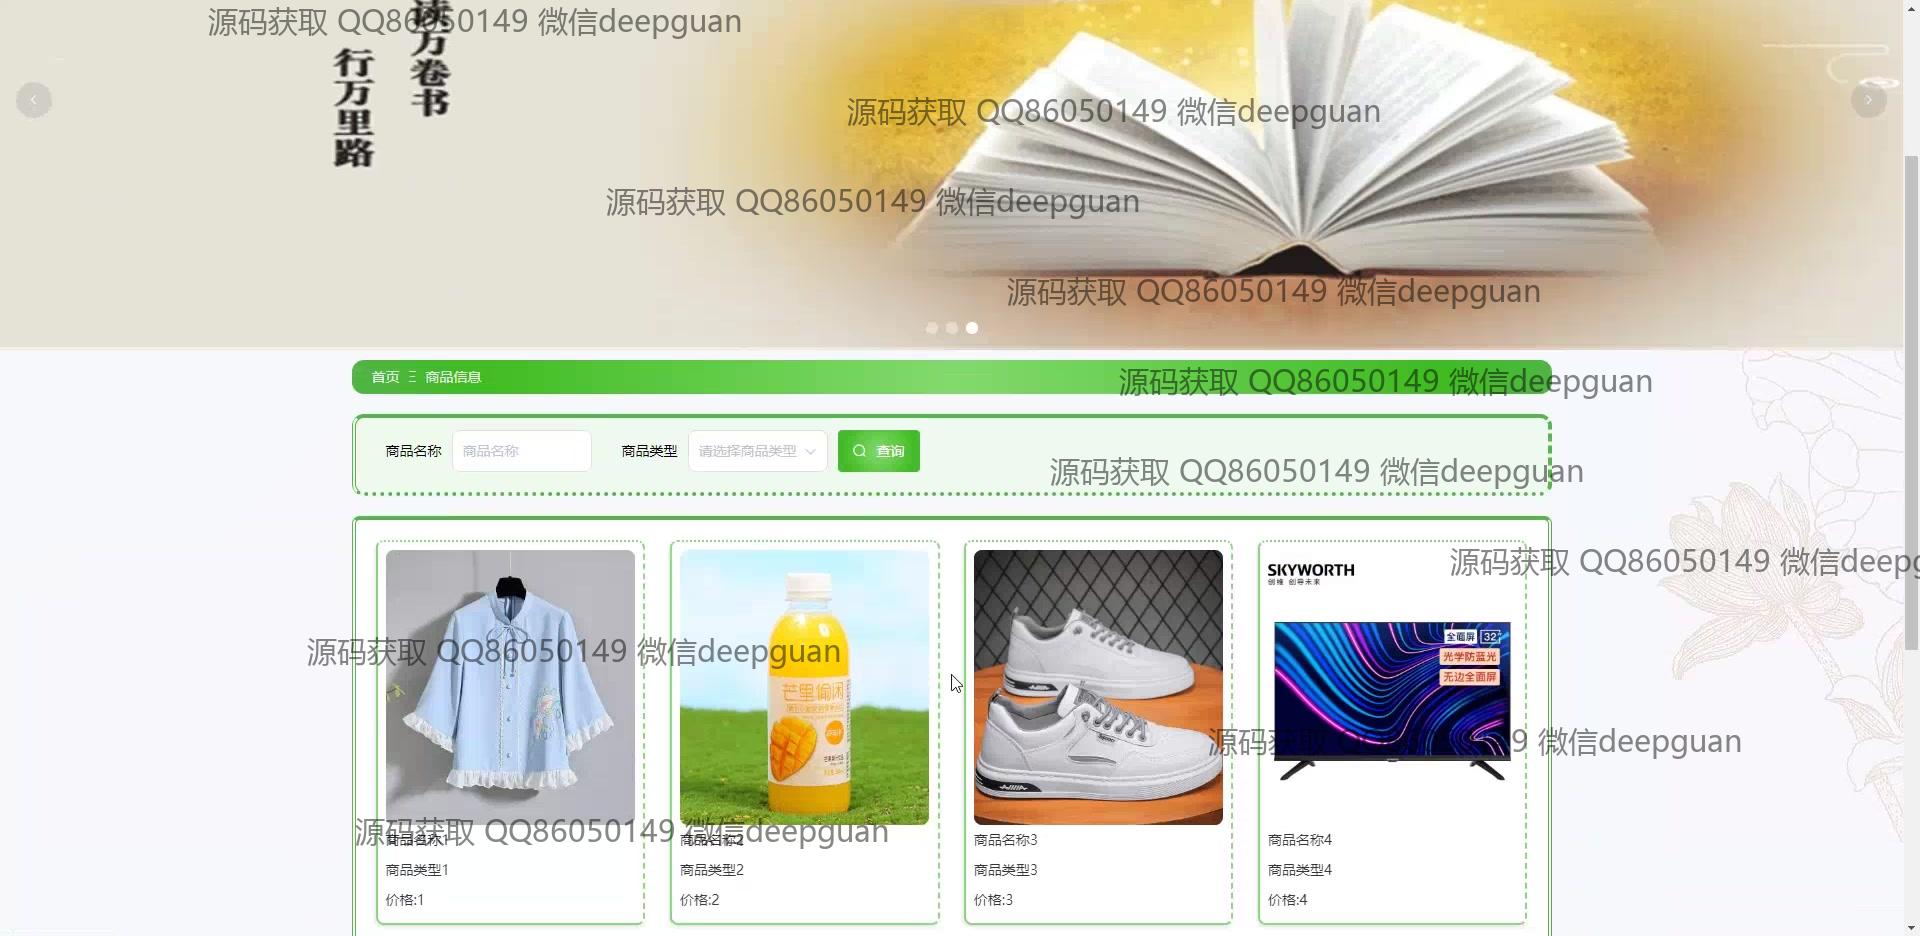 源码获取 QQ86050149 微信deepguan
读万卷书
行万里路
源码获取 QQ86050149 微信deepguan
源码获取 QQ86050149 微信deepguan
源码获取 QQ86050149 微信deepguan
首页 Ξ 商品信息
源码获取 QQ86050149 微信deepguan
商品名称 商品名称 商品类型 请选择商品类型 查询
源码获取 QQ86050149 微信deepguan
SKYWORTH
创维 创导未来
源码获取 QQ86050149 微信deepg
全面屏 32"
光学防蓝光
无边全面屏
源码获取 QQ86050149 微信deepguan
芒里偷闲
源码获取 9 微信deepguan
源码获取 QQ86050149 微信deepguan
商品名称1 商品名称2 商品名称3 商品名称4
商品类型1 商品类型2 商品类型3 商品类型4
价格:1 价格:2 价格:3 价格:4